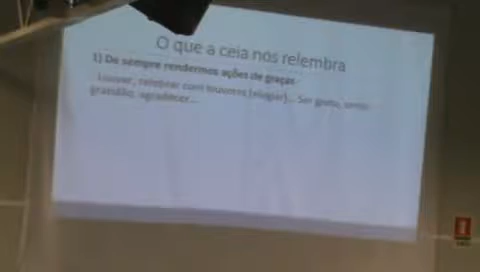 O que a ceia nos relembra
1) De sempre rendermos ações de graças
Louvar, celebrar com louvores (elogiar)... Ser grato, sentir
gratidão, agradecer...